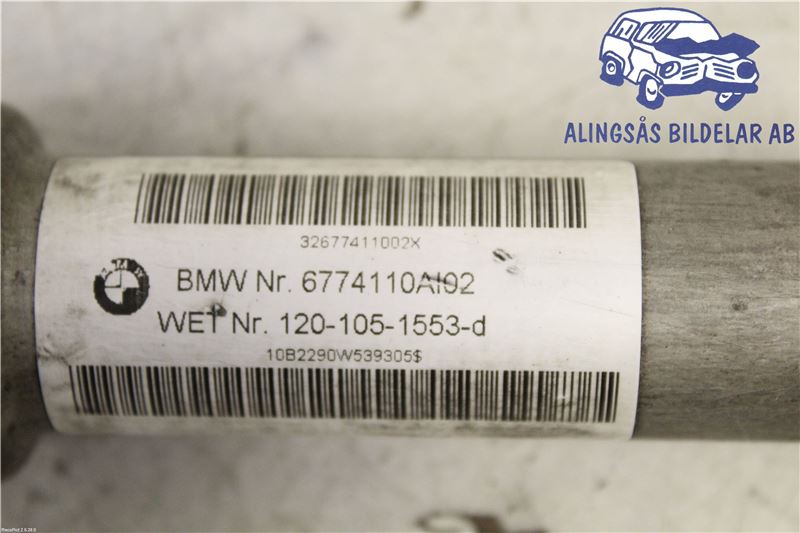 ALINGSÅS BILDELAR AB
32677411002X
BMW Nr. 6774110AI02
WET Nr. 120-105-1553-d
10B2290W539305$